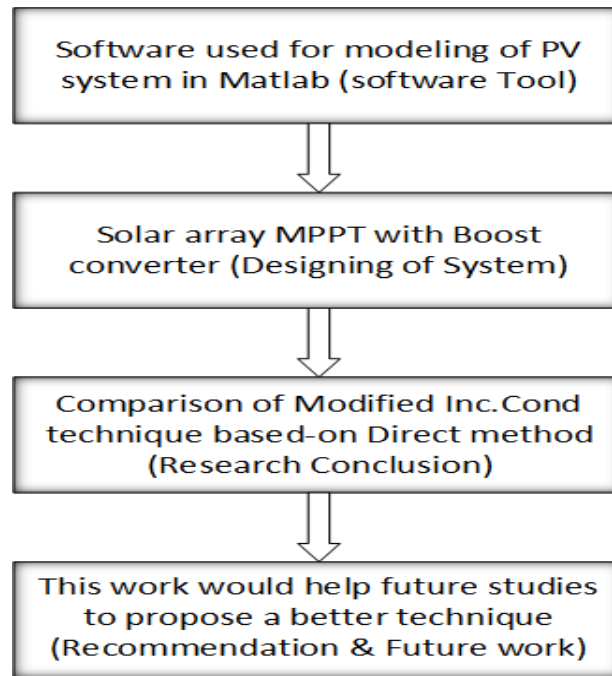 Software used for modeling of PV
system in Matlab (software Tool)
Solar array MPPT with Boost
converter (Designing of System)
Comparison of Modified Inc.Cond
technique based-on Direct method
(Research Conclusion)
This work would help future studies
to propose a better technique
(Recommendation & Future work)